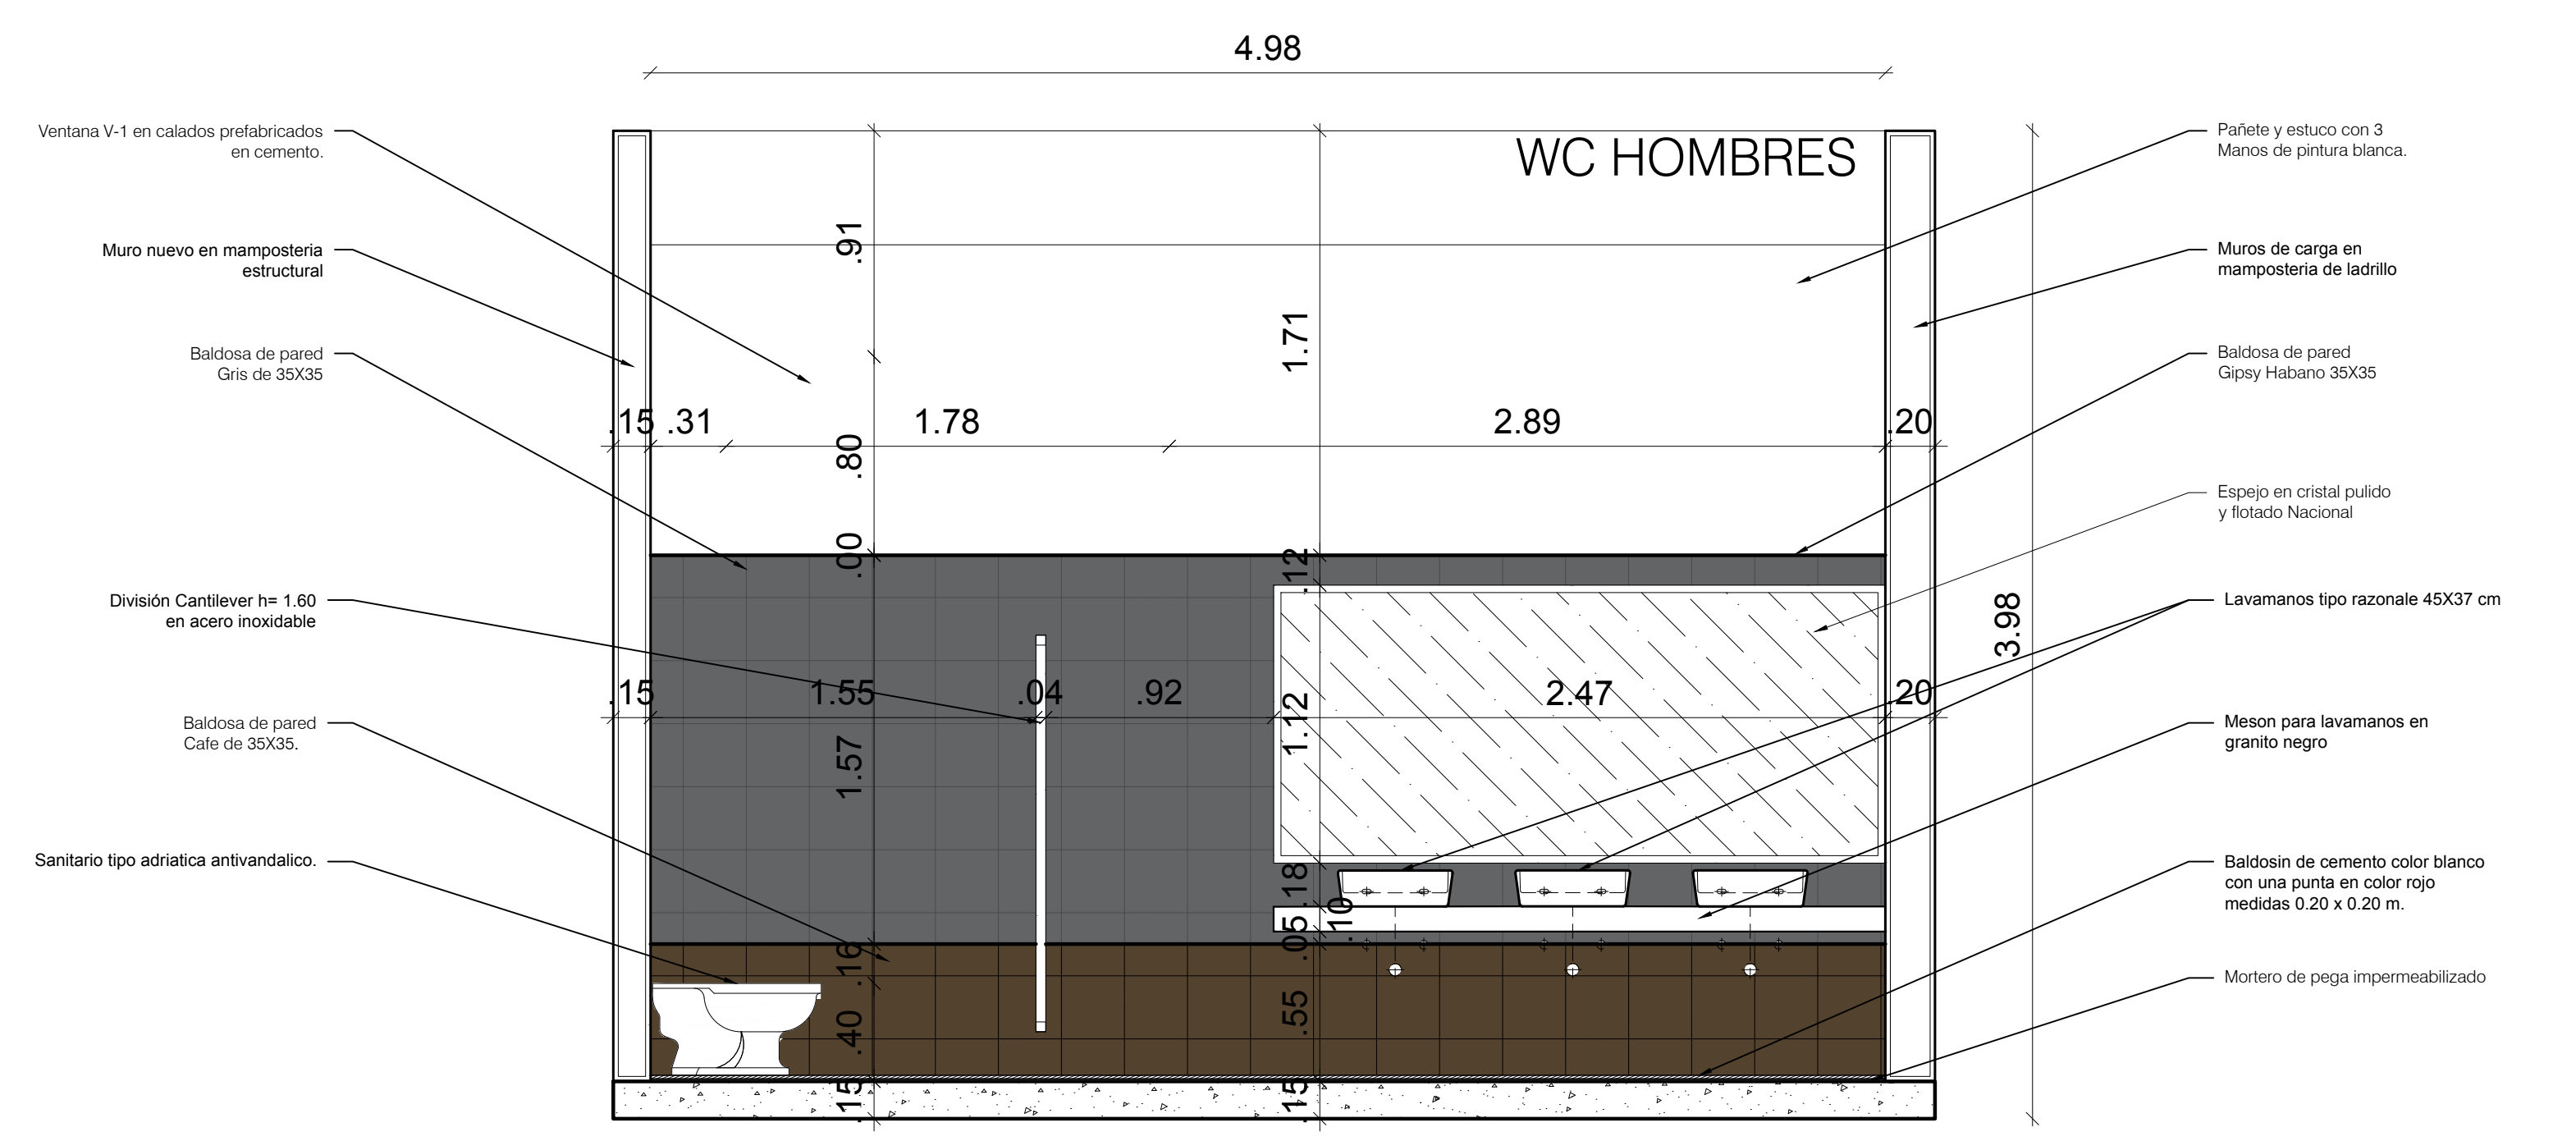 4.98
WC HOMBRES
Ventana V-1 en calados prefabricados
en cemento.
Muro nuevo en mamposteria
estructural
Baldosa de pared
Gris de 35X35
División Cantilever h= 1.60
en acero inoxidable
Baldosa de pared
Cafe de 35X35.
Sanitario tipo adriatica antivandalico.
.15
.31
1.78
2.89
.20
.15
1.55
.04
.92
2.47
.20
.91
.80
.00
1.57
.16
.40
.15
1.71
.12
1.12
.18
.10
.05
.55
.15
3.98
Pañete y estuco con 3
Manos de pintura blanca.
Muros de carga en
mamposteria de ladrillo
Baldosa de pared
Gipsy Habano 35X35
Espejo en cristal pulido
y flotado Nacional
Lavamanos tipo razonale 45X37 cm
Meson para lavamanos en
granito negro
Baldosin de cemento color blanco
con una punta en color rojo
medidas 0.20 x 0.20 m.
Mortero de pega impermeabilizado